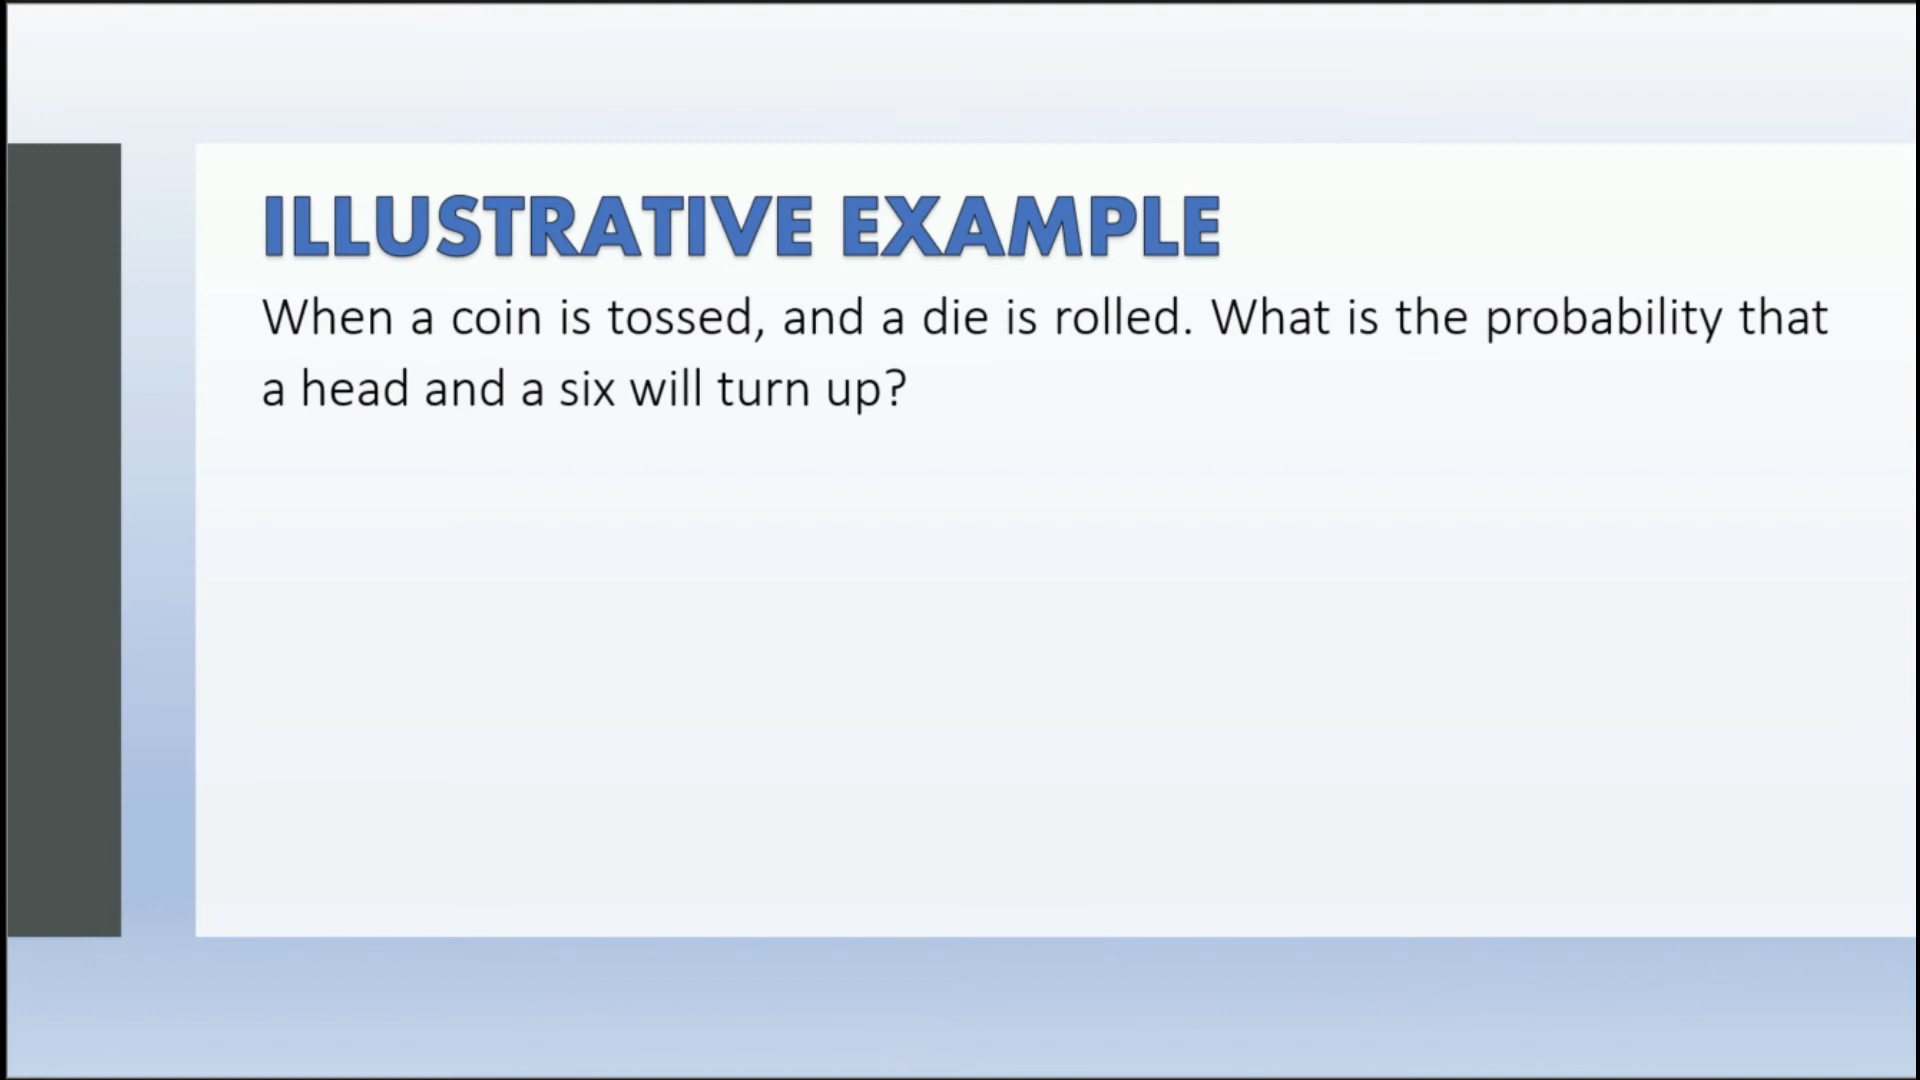 ILLUSTRATIVE EXAMPLE
When a coin is tossed, and a die is rolled. What is the probability that
a head and a six will turn up?